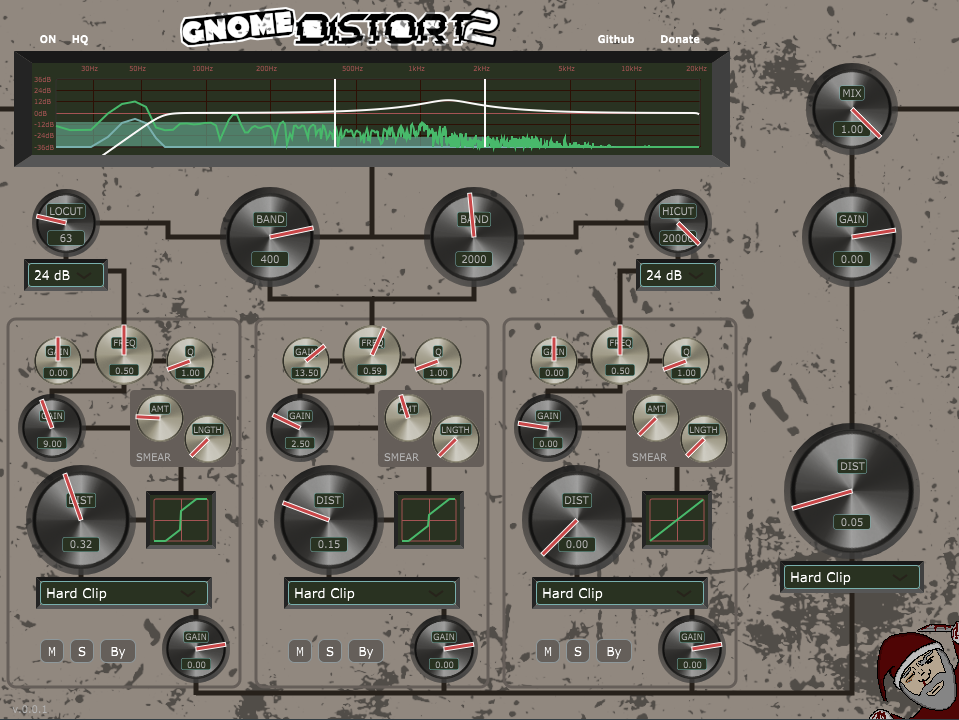 GNOME DISTORT 2
ON HQ
Github Donate
30Hz 50Hz 100Hz 200Hz 500Hz 1kHz 2kHz 5kHz 10kHz 20kHz
36dB
24dB
12dB
0dB
-12dB
-24dB
-36dB
MIX
1.00
LOCUT
63
24 dB
BAND
400
BAND
2000
HICUT
20000
24 dB
GAIN
0.00
GAIN
0.00
FREQ
0.50
Q
1.00
GAIN
9.00
AMT
LNGTH
SMEAR
DIST
0.32
Hard Clip
M S By
GAIN
0.00
GAIN
13.50
FREQ
0.59
Q
1.00
GAIN
2.50
AMT
LNGTH
SMEAR
DIST
0.15
Hard Clip
M S By
GAIN
0.00
GAIN
0.00
FREQ
0.50
Q
1.00
GAIN
0.00
AMT
LNGTH
SMEAR
DIST
0.00
Hard Clip
M S By
GAIN
0.00
DIST
0.05
Hard Clip
v.0.0.1